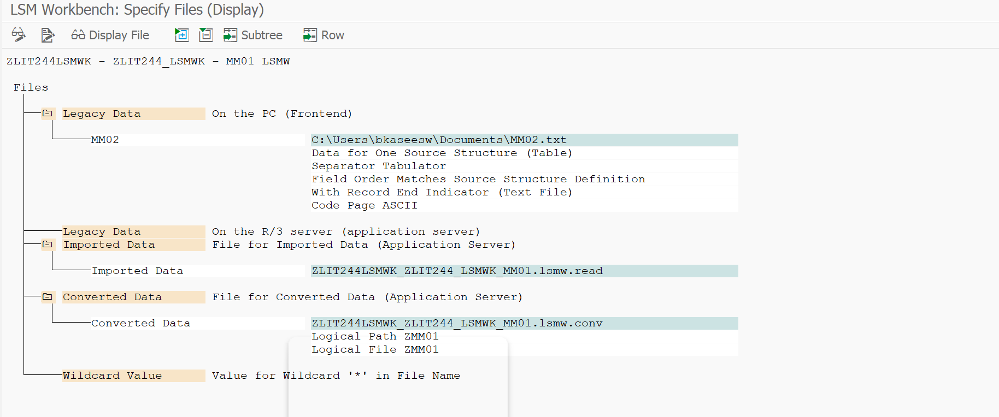 LSM Workbench: Specify Files (Display)
Display File Subtree Row
ZLIT244LSMWK - ZLIT244_LSMWK - MM01 LSMW
Files
Legacy Data On the PC (Frontend)
MM02 C:\Users\bkaseesw\Documents\MM02.txt
Data for One Source Structure (Table)
Separator Tabulator
Field Order Matches Source Structure Definition
With Record End Indicator (Text File)
Code Page ASCII
Legacy Data On the R/3 server (application server)
Imported Data File for Imported Data (Application Server)
Imported Data ZLIT244LSMWK_ZLIT244_LSMWK_MM01.lsmw.read
Converted Data File for Converted Data (Application Server)
Converted Data ZLIT244LSMWK_ZLIT244_LSMWK_MM01.lsmw.conv
Logical Path ZMM01
Logical File ZMM01
Wildcard Value Value for Wildcard '*' in File Name